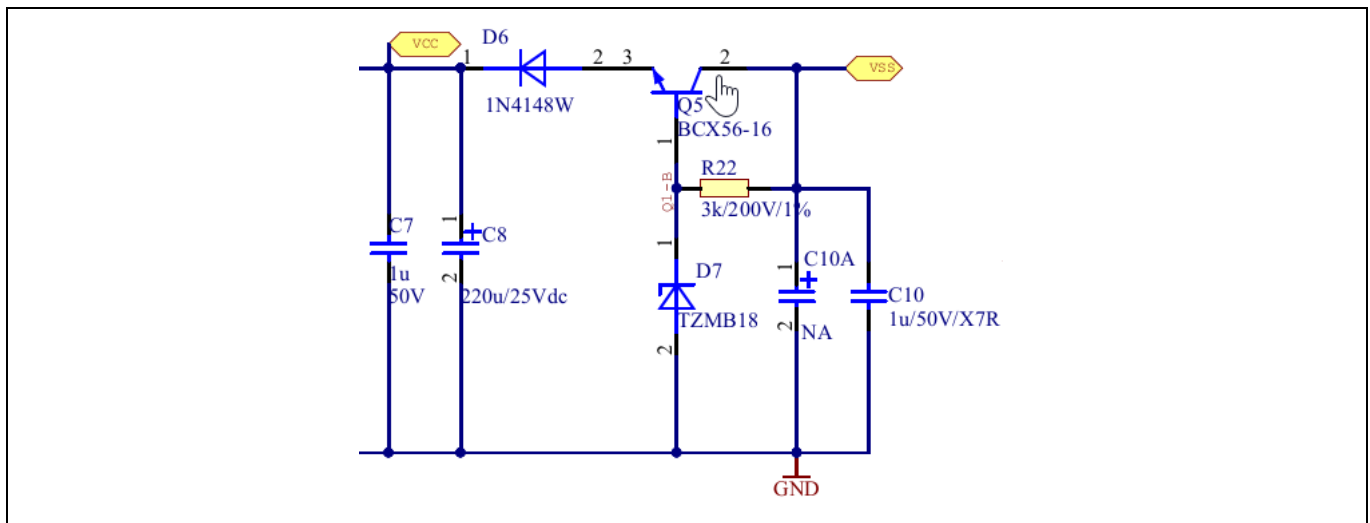 VCC
D6
1
2
3
2
VSS
1N4148W
Q5
BCX56-16
1
Q1-B
R22
3k/200V/1%
C7
1u
50V
1
C8
2
220u/25Vdc
1
D7
TZMB18
2
C10A
1
2
NA
C10
1u/50V/X7R
GND